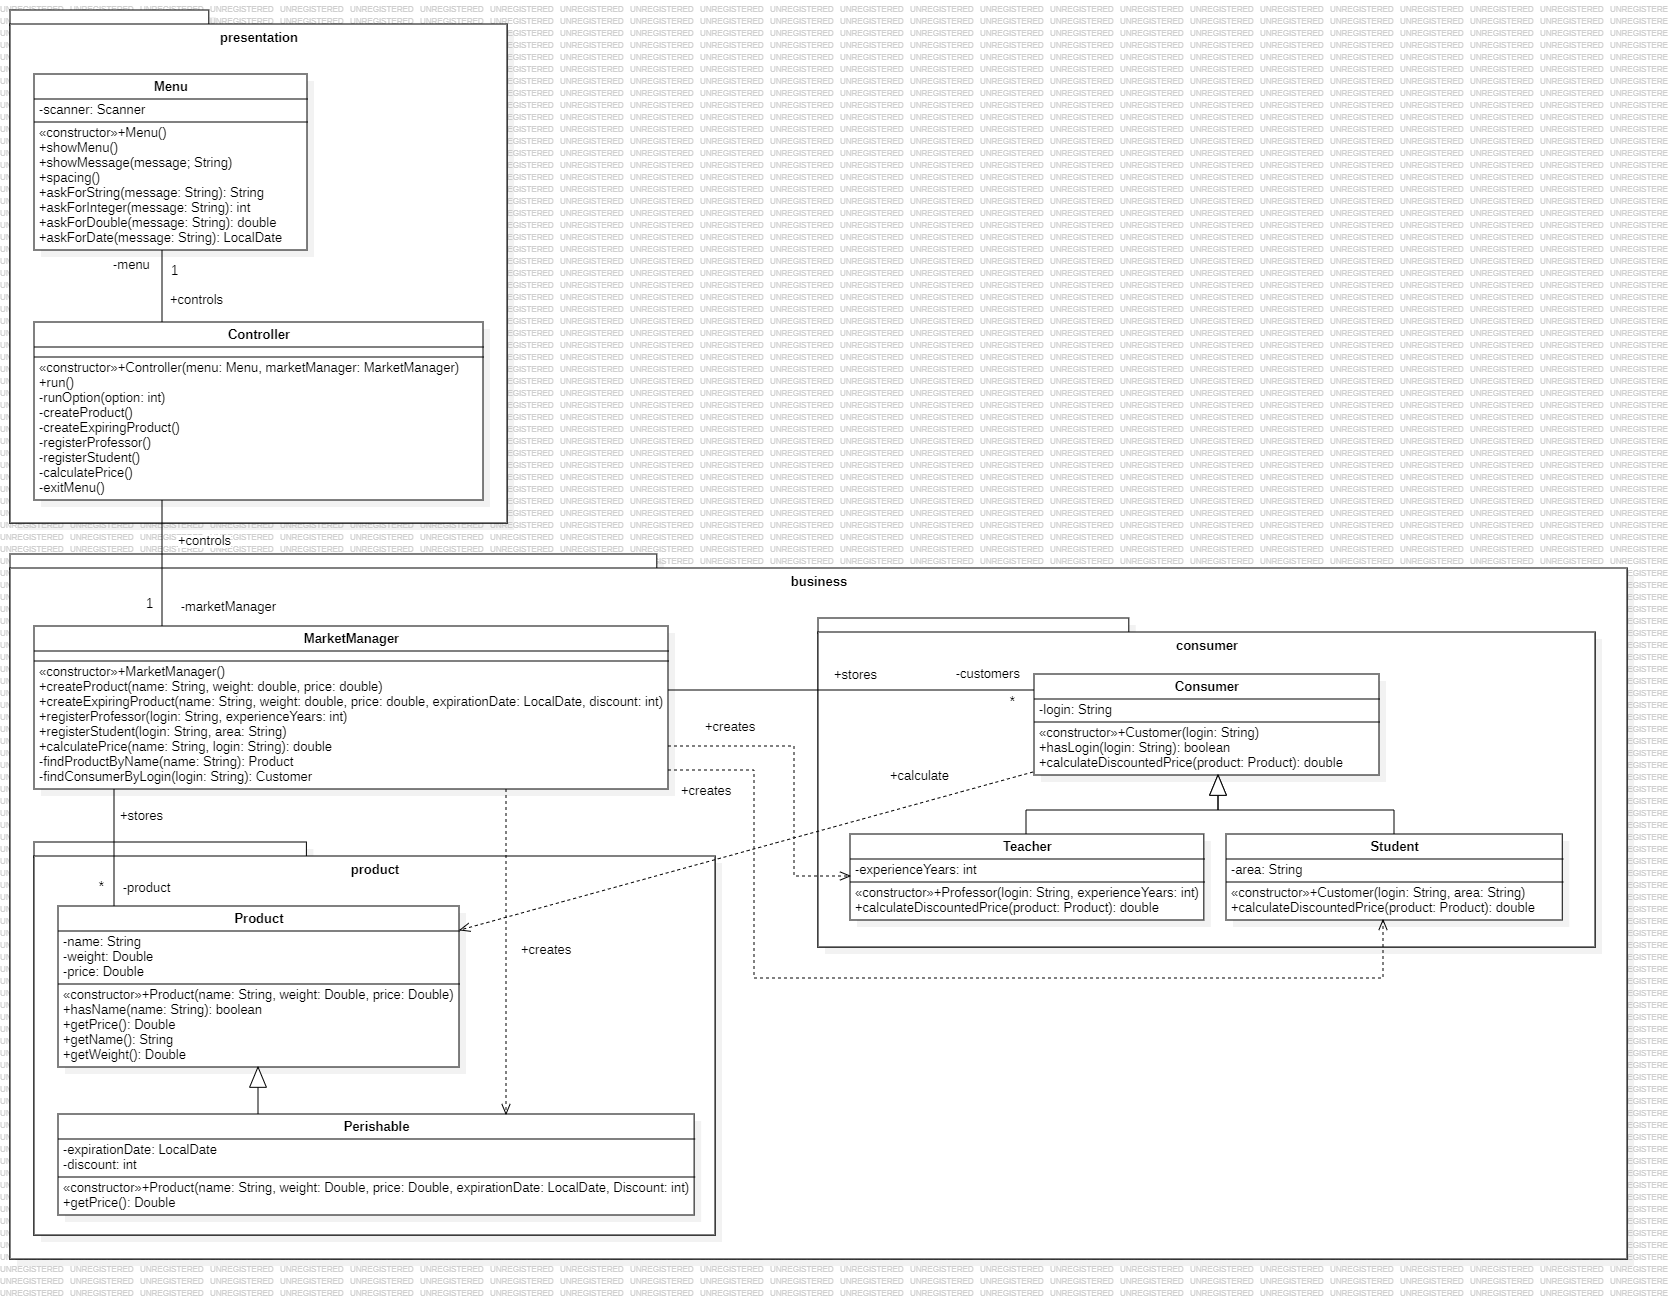 presentation
Menu
-scanner: Scanner
«constructor»+Menu()
+showMenu()
+showMessage(message; String)
+spacing()
+askForString(message: String): String
+askForInteger(message: String): int
+askForDouble(message: String): double
+askForDate(message: String): LocalDate
-menu
1
+controls
Controller
«constructor»+Controller(menu: Menu, marketManager: MarketManager)
+run()
-runOption(option: int)
-createProduct()
-createExpiringProduct()
-registerProfessor()
-registerStudent()
-calculatePrice()
-exitMenu()
+controls
business
1
-marketManager
MarketManager
«constructor»+MarketManager()
+createProduct(name: String, weight: double, price: double)
+createExpiringProduct(name: String, weight: double, price: double, expirationDate: LocalDate, discount: int)
+registerProfessor(login: String, experienceYears: int)
+registerStudent(login: String, area: String)
+calculatePrice(name: String, login: String): double
-findProductByName(name: String): Product
-findConsumerByLogin(login: String): Customer
+stores
-customers
*
+creates
+creates
+calculate
consumer
Consumer
-login: String
«constructor»+Customer(login: String)
+hasLogin(login: String): boolean
+calculateDiscountedPrice(product: Product): double
Teacher
-experienceYears: int
«constructor»+Professor(login: String, experienceYears: int)
+calculateDiscountedPrice(product: Product): double
Student
-area: String
«constructor»+Customer(login: String, area: String)
+calculateDiscountedPrice(product: Product): double
+stores
product
*
-product
Product
-name: String
-weight: Double
-price: Double
«constructor»+Product(name: String, weight: Double, price: Double)
+hasName(name: String): boolean
+getPrice(): Double
+getName(): String
+getWeight(): Double
+creates
Perishable
-expirationDate: LocalDate
-discount: int
«constructor»+Product(name: String, weight: Double, price: Double, expirationDate: LocalDate, Discount: int)
+getPrice(): Double
UNREGISTERED